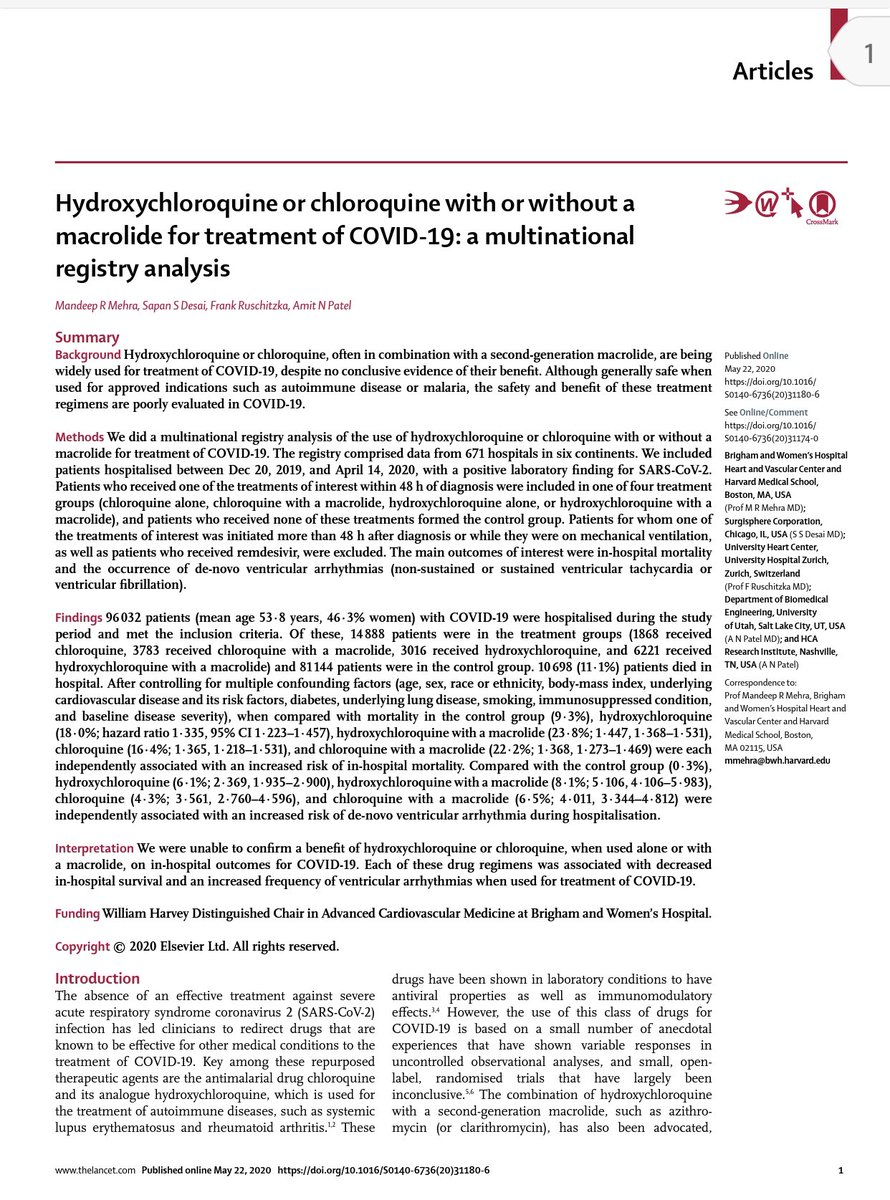 1
Articles
Hydroxychloroquine or chloroquine with or without a
macrolide for treatment of COVID-19: a multinational
registry analysis
CrossMark
Mandeep R Mehra, Sapan S Desai, Frank Ruschitzka, Amit N Patel
Summary
Background Hydroxychloroquine or chloroquine, often in combination with a second-generation macrolide, are being
widely used for treatment of COVID-19, despite no conclusive evidence of their benefit. Although generally safe when
used for approved indications such as autoimmune disease or malaria, the safety and benefit of these treatment
regimens are poorly evaluated in COVID-19.
Methods We did a multinational registry analysis of the use of hydroxychloroquine or chloroquine with or without a
macrolide for treatment of COVID-19. The registry comprised data from 671 hospitals in six continents. We included
patients hospitalised between Dec 20, 2019, and April 14, 2020, with a positive laboratory finding for SARS-CoV-2.
Patients who received one of the treatments of interest within 48 h of diagnosis were included in one of four treatment
groups (chloroquine alone, chloroquine with a macrolide, hydroxychloroquine alone, or hydroxychloroquine with a
macrolide), and patients who received none of these treatments formed the control group. Patients for whom one of
the treatments of interest was initiated more than 48 h after diagnosis or while they were on mechanical ventilation,
as well as patients who received remdesivir, were excluded. The main outcomes of interest were in-hospital mortality
and the occurrence of de-novo ventricular arrhythmias (non-sustained or sustained ventricular tachycardia or
ventricular fibrillation).
Findings 96 032 patients (mean age 53·8 years, 46·3% women) with COVID-19 were hospitalised during the study
period and met the inclusion criteria. Of these, 14 888 patients were in the treatment groups (1868 received
chloroquine, 3783 received chloroquine with a macrolide, 3016 received hydroxychloroquine, and 6221 received
hydroxychloroquine with a macrolide) and 81 144 patients were in the control group. 10 698 (11·1%) patients died in
hospital. After controlling for multiple confounding factors (age, sex, race or ethnicity, body-mass index, underlying
cardiovascular disease and its risk factors, diabetes, underlying lung disease, smoking, immunosuppressed condition,
and baseline disease severity), when compared with mortality in the control group (9·3%), hydroxychloroquine
(18·0%; hazard ratio 1·335, 95% CI 1·223–1·457), hydroxychloroquine with a macrolide (23·8%; 1·447, 1·368–1·531),
chloroquine (16·4%; 1·365, 1·218–1·531), and chloroquine with a macrolide (22·2%; 1·368, 1·273–1·469) were each
independently associated with an increased risk of in-hospital mortality. Compared with the control group (0·3%),
hydroxychloroquine (6·1%; 2·369, 1·935–2·900), hydroxychloroquine with a macrolide (8·1%; 5·106, 4·106–5·983),
chloroquine (4·3%; 3·561, 2·760–4·596), and chloroquine with a macrolide (6·5%; 4·011, 3·344–4·812) were
independently associated with an increased risk of de-novo ventricular arrhythmia during hospitalisation.
Interpretation We were unable to confirm a benefit of hydroxychloroquine or chloroquine, when used alone or with
a macrolide, on in-hospital outcomes for COVID-19. Each of these drug regimens was associated with decreased
in-hospital survival and an increased frequency of ventricular arrhythmias when used for treatment of COVID-19.
Funding William Harvey Distinguished Chair in Advanced Cardiovascular Medicine at Brigham and Women's Hospital.
Copyright © 2020 Elsevier Ltd. All rights reserved.
Introduction
The absence of an effective treatment against severe
acute respiratory syndrome coronavirus 2 (SARS-CoV-2)
infection has led clinicians to redirect drugs that are
known to be effective for other medical conditions to the
treatment of COVID-19. Key among these repurposed
therapeutic agents are the antimalarial drug chloroquine
and its analogue hydroxychloroquine, which is used for
the treatment of autoimmune diseases, such as systemic
lupus erythematosus and rheumatoid arthritis.1,2 These
drugs have been shown in laboratory conditions to have
antiviral properties as well as immunomodulatory
effects.3,4 However, the use of this class of drugs for
COVID-19 is based on a small number of anecdotal
experiences that have shown variable responses in
uncontrolled observational analyses, and small, open-
label, randomised trials that have largely been
inconclusive.5,6 The combination of hydroxychloroquine
with a second-generation macrolide, such as azithro-
mycin (or clarithromycin), has also been advocated,
Published Online
May 22, 2020
https://doi.org/10.1016/
S0140-6736(20)31180-6
See Online/Comment
https://doi.org/10.1016/
S0140-6736(20)31174-0
Brigham and Women's Hospital
Heart and Vascular Center and
Harvard Medical School,
Boston, MA, USA
(Prof M R Mehra MD);
Surgisphere Corporation,
Chicago, IL, USA (S S Desai MD);
University Heart Center,
University Hospital Zurich,
Zurich, Switzerland
(Prof F Ruschitzka MD);
Department of Biomedical
Engineering, University
of Utah, Salt Lake City, UT, USA
(A N Patel MD); and HCA
Research Institute, Nashville,
TN, USA (A N Patel)
Correspondence to:
Prof Mandeep R Mehra, Brigham
and Women's Hospital Heart and
Vascular Center and Harvard
Medical School, Boston,
MA 02115, USA
mmehra@bwh.harvard.edu
www.thelancet.com Published online May 22, 2020 https://doi.org/10.1016/S0140-6736(20)31180-6
1